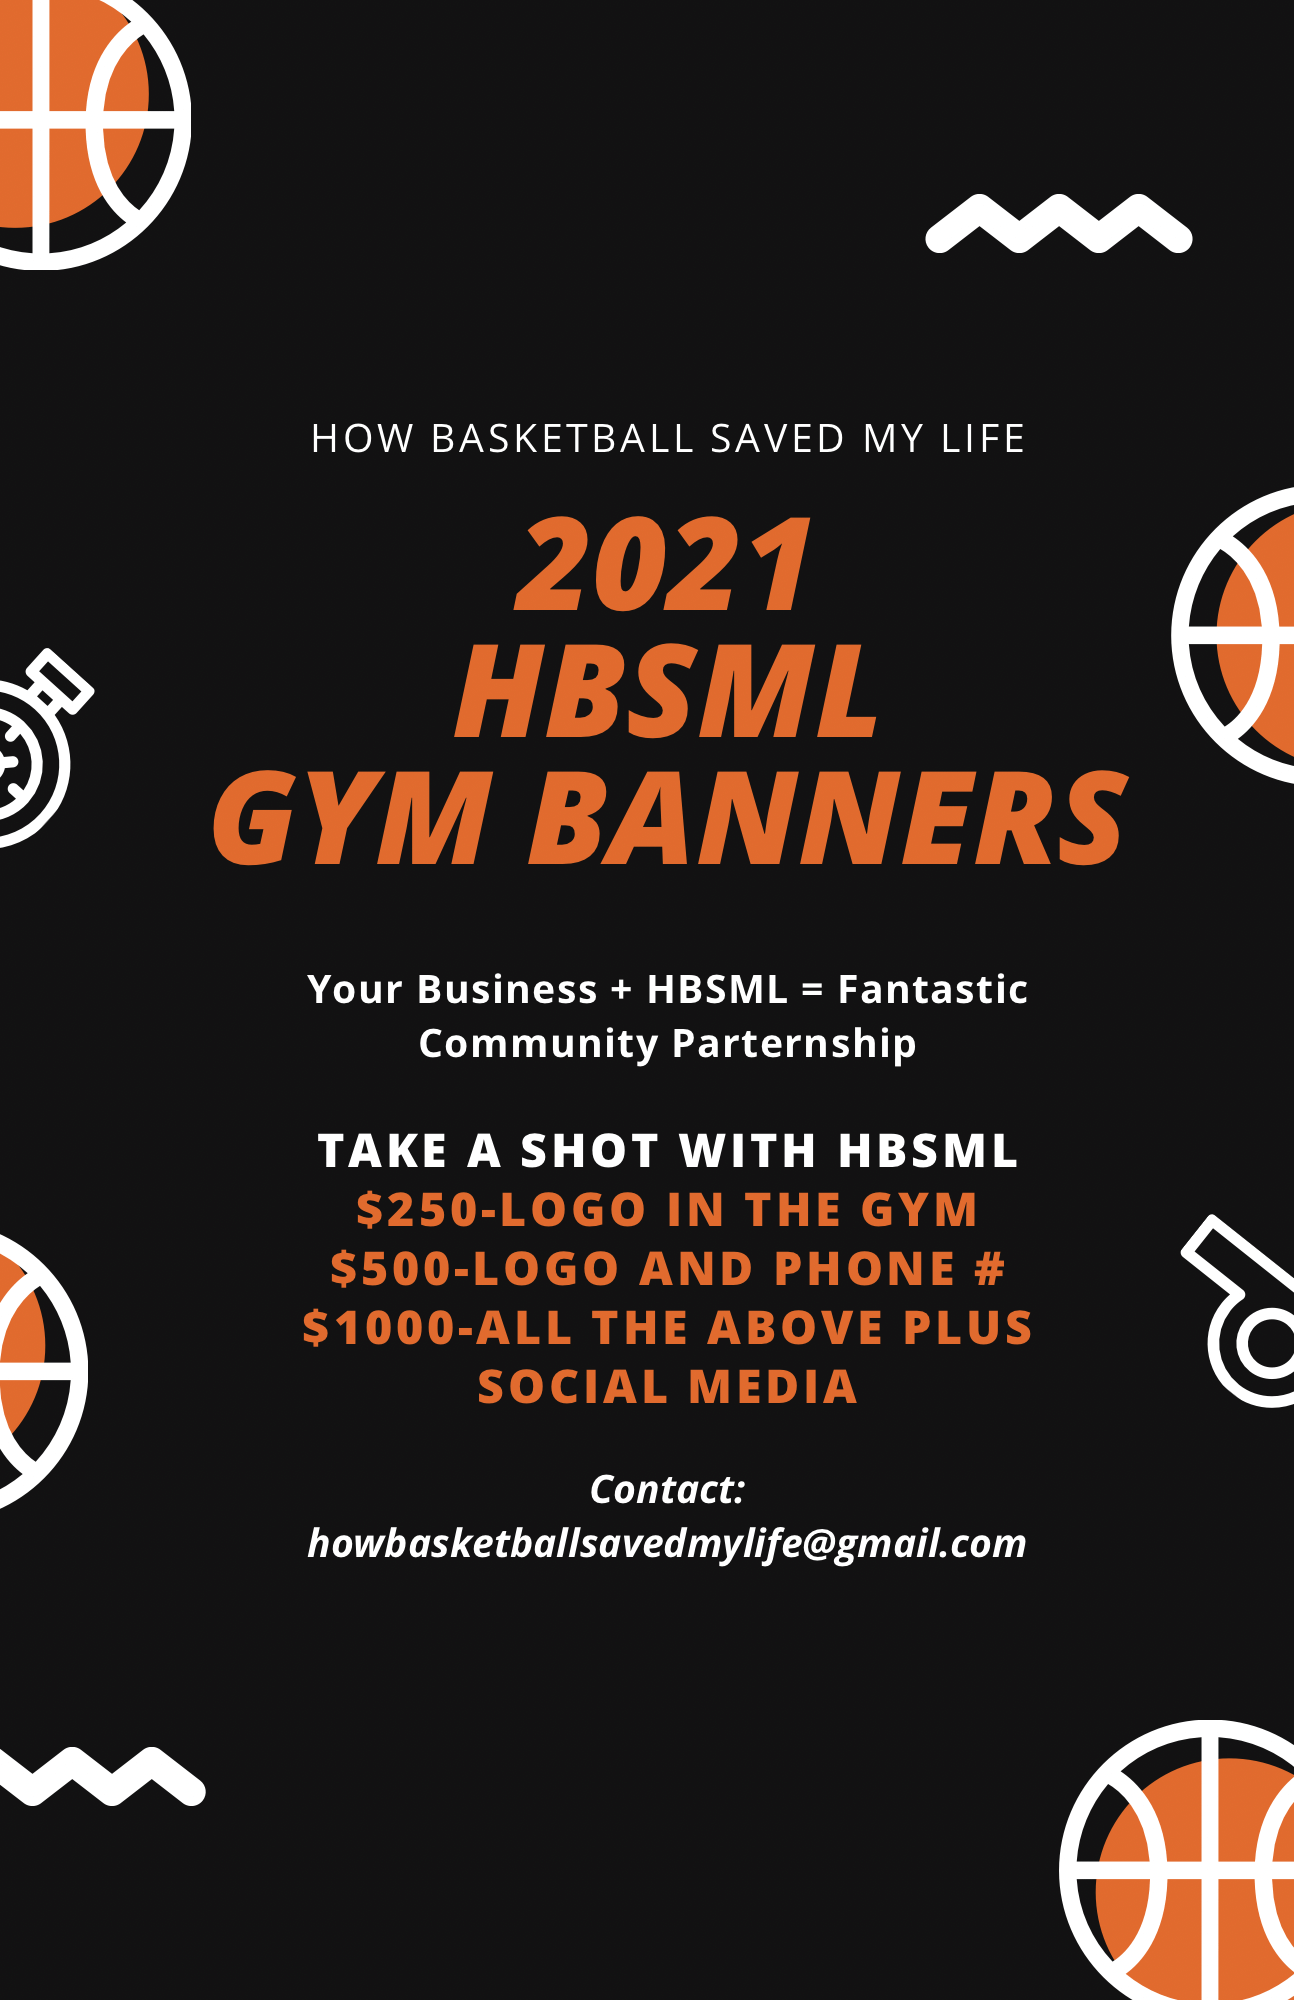 HOW BASKETBALL SAVED MY LIFE
2021
HBSML
GYM BANNERS
Your Business + HBSML = Fantastic
Community Parternship
TAKE A SHOT WITH HBSML
$250-LOGO IN THE GYM
$500-LOGO AND PHONE #
$1000-ALL THE ABOVE PLUS
SOCIAL MEDIA
Contact:
howbasketballsavedmylife@gmail.com